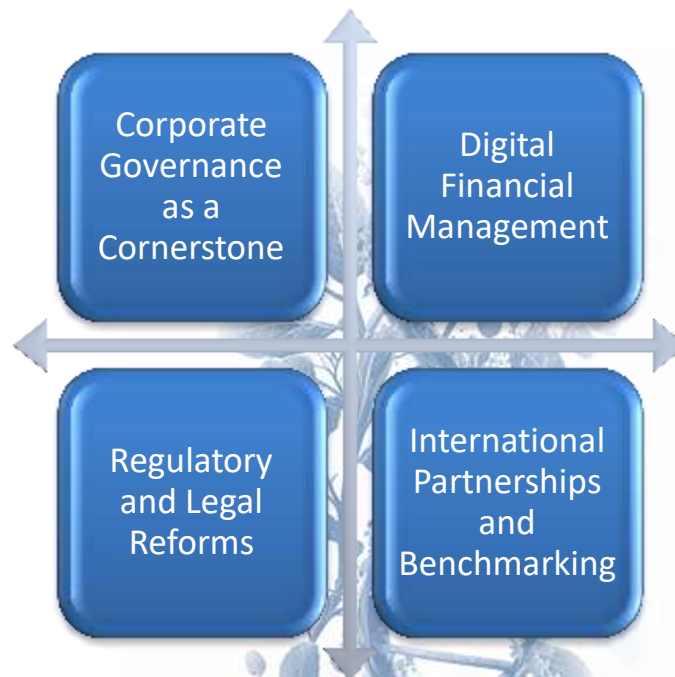 Corporate
Governance
as a
Cornerstone
Digital
Financial
Management
Regulatory
and Legal
Reforms
International
Partnerships
and
Benchmarking